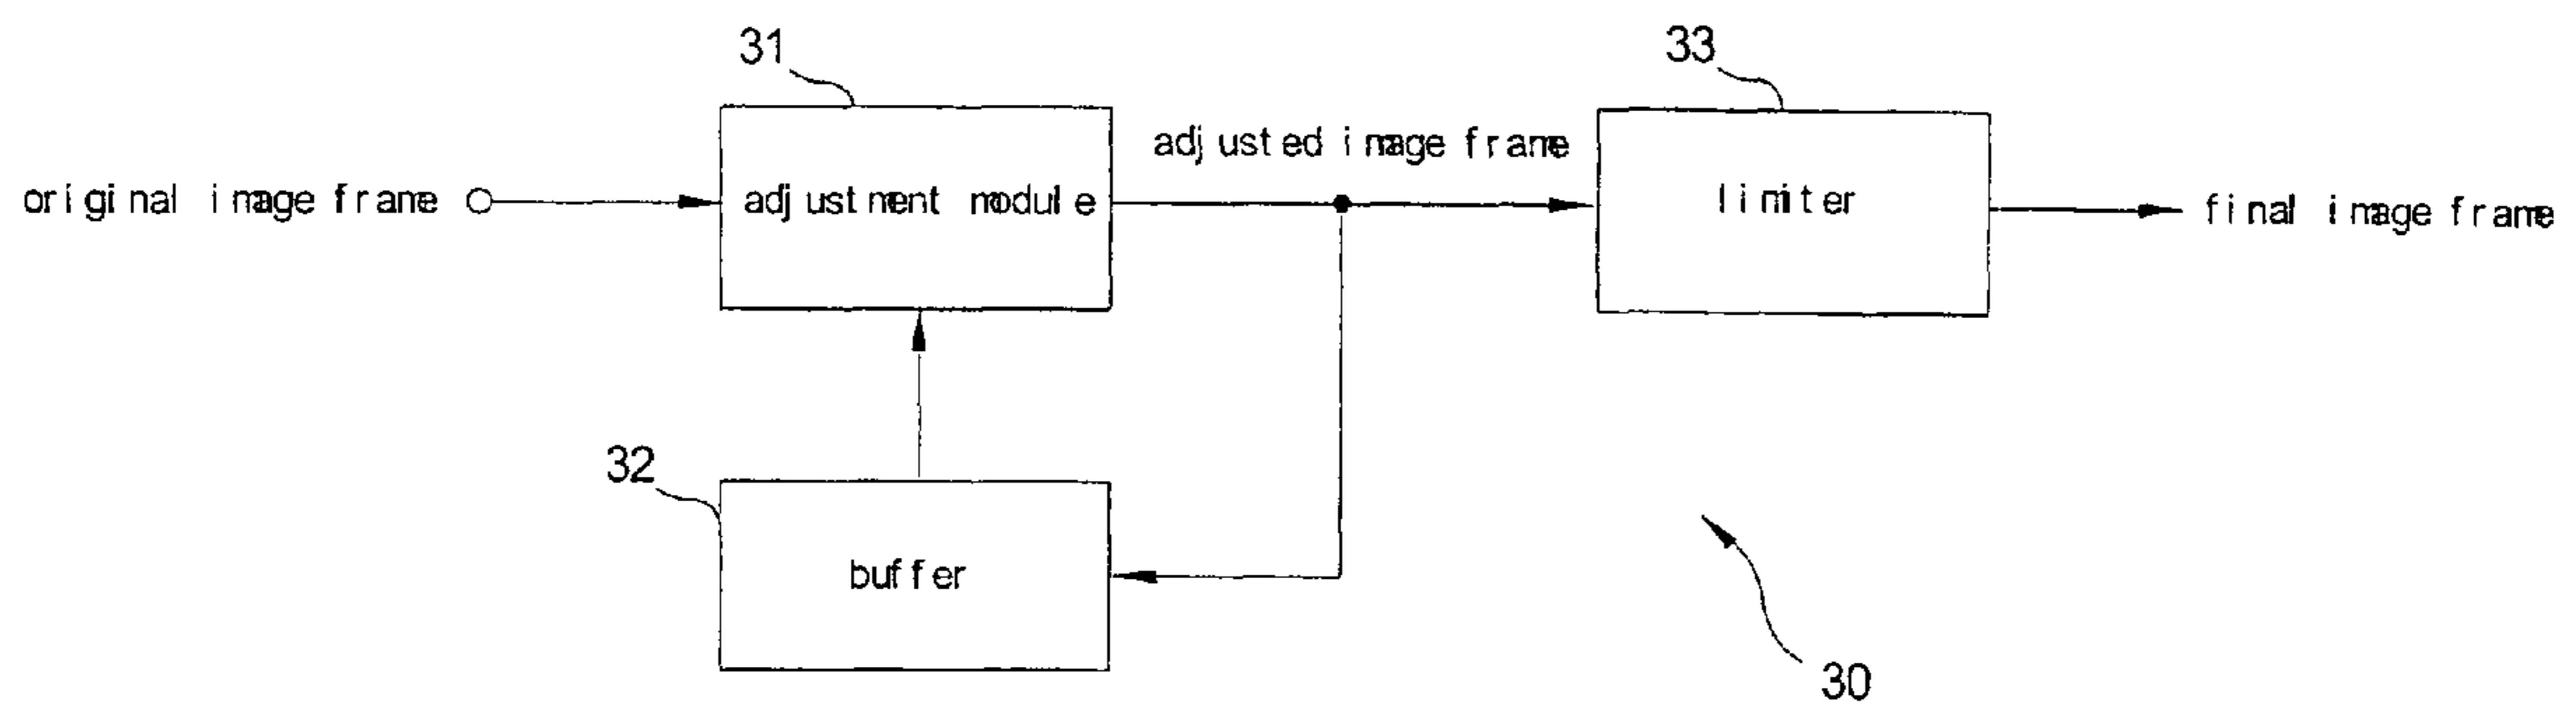 31
33
adjusted image frame
original image frame
adjustment module
limiter
final image frame
32
buffer
30